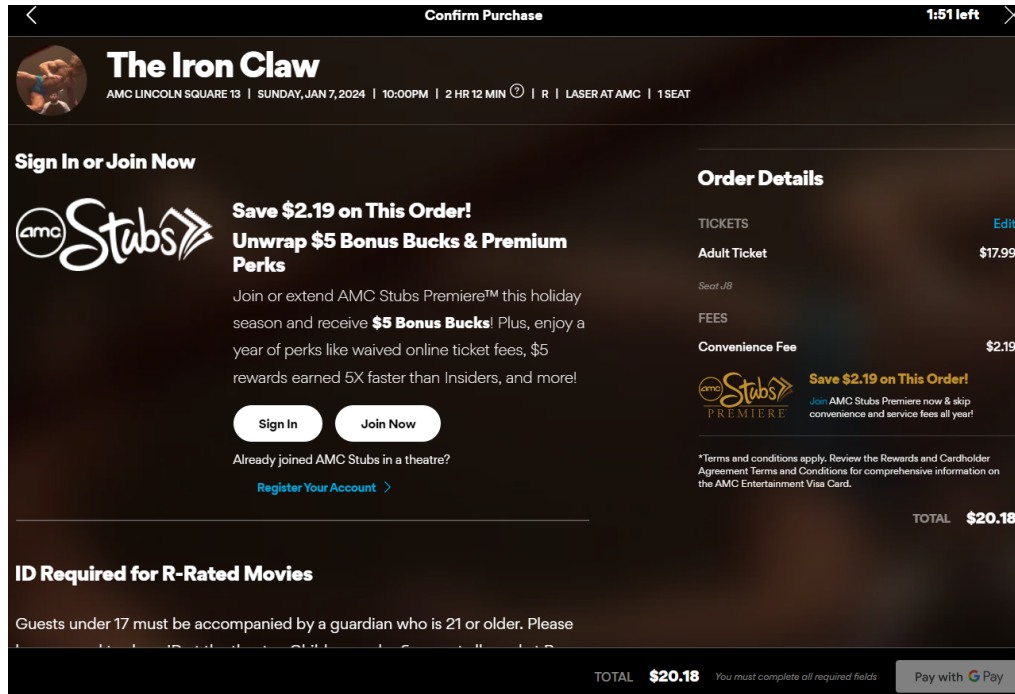 Confirm Purchase
1:51 left
The Iron Claw
AMC LINCOLN SQUARE 13 | SUNDAY, JAN 7, 2024 | 10:00PM | 2 HR 12 MIN ? | R | LASER AT AMC | 1 SEAT
Sign In or Join Now
amc Stubs
Save $2.19 on This Order!
Unwrap $5 Bonus Bucks & Premium
Perks
Join or extend AMC Stubs Premiere™ this holiday
season and receive $5 Bonus Bucks! Plus, enjoy a
year of perks like waived online ticket fees, $5
rewards earned 5X faster than Insiders, and more!
Sign In
Join Now
Already joined AMC Stubs in a theatre?
Register Your Account
ID Required for R-Rated Movies
Guests under 17 must be accompanied by a guardian who is 21 or older. Please
Order Details
TICKETS
Edit
Adult Ticket
$17.99
Seat J8
FEES
Convenience Fee
$2.19
amc Stubs
PREMIERE
Save $2.19 on This Order!
Join AMC Stubs Premiere now & skip
convenience and service fees all year!
*Terms and conditions apply. Review the Rewards and Cardholder
Agreement Terms and Conditions for comprehensive information on
the AMC Entertainment Visa Card.
TOTAL $20.18
TOTAL $20.18 You must complete all required fields
Pay with G Pay